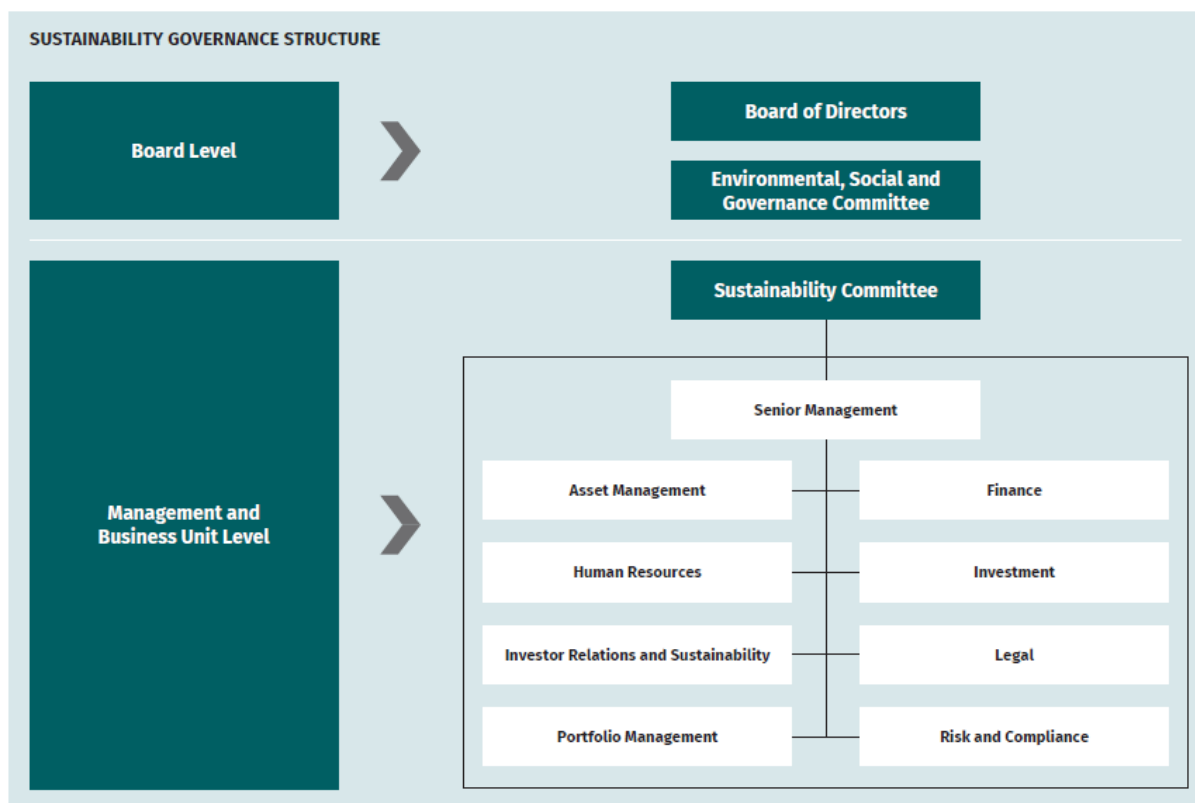 SUSTAINABILITY GOVERNANCE STRUCTURE
Board Level
Board of Directors
Environmental, Social and
Governance Committee
Management and
Business Unit Level
Sustainability Committee
Senior Management
Asset Management
Finance
Human Resources
Investment
Investor Relations and Sustainability
Legal
Portfolio Management
Risk and Compliance